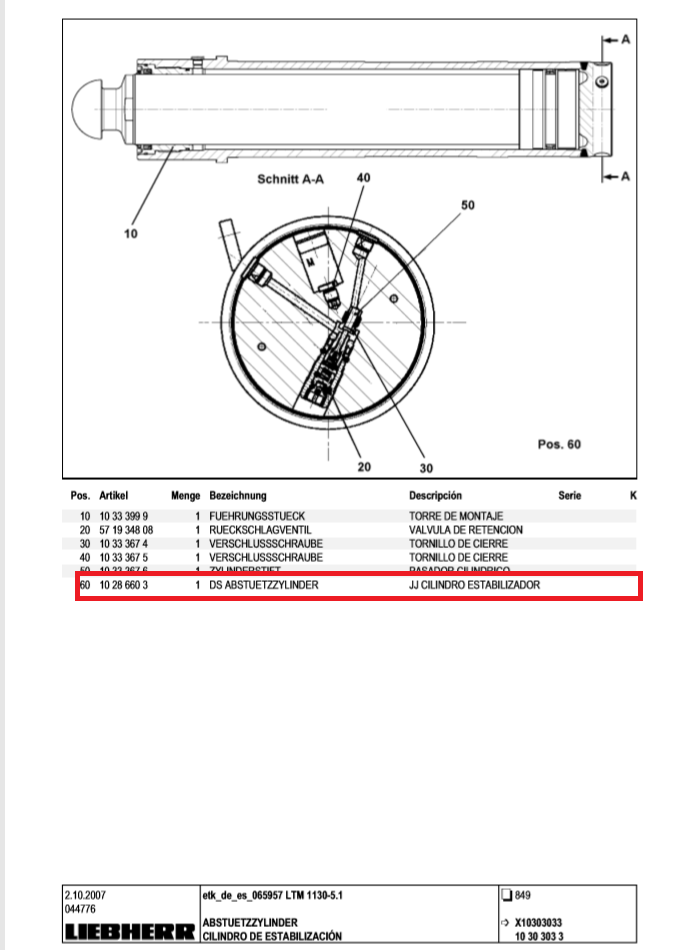 A
Schnitt A-A
40
A
50
10
Pos. 60
20
30
Pos. Artikel Menge Bezeichnung Descripción Serie K
10 10 33 399 9 1 FUEHRUNGSSTUECK TORRE DE MONTAJE
20 57 19 348 08 1 RUECKSCHLAGVENTIL VALVULA DE RETENCION
30 10 33 367 4 1 VERSCHLUSSSCHRAUBE TORNILLO DE CIERRE
40 10 33 367 5 1 VERSCHLUSSSCHRAUBE TORNILLO DE CIERRE
50 10 33 367 6 1 ZYLINDERSTIFT PASADOR CILINDRICO
60 10 28 660 3 1 DS ABSTUETZZYLINDER JJ CILINDRO ESTABILIZADOR
2.10.2007 etk_de_es_065957 LTM 1130-5.1 849
044776
LIEBHERR ABSTUETZZYLINDER X10303033
CILINDRO DE ESTABILIZACIÓN 10 30 303 3